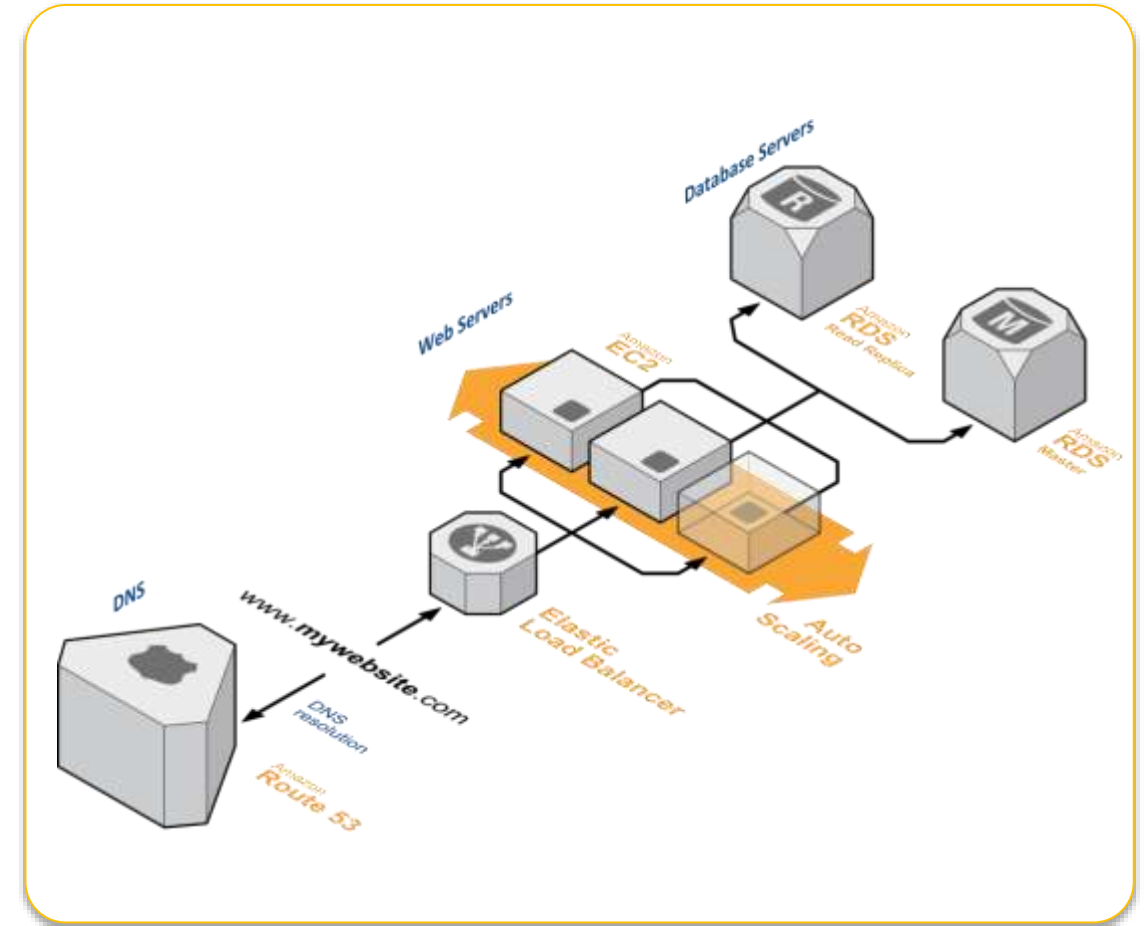 Database Servers
R
Amazon
RDS
Read Replica
M
Amazon
RDS
Master
Web Servers
Amazon
EC2
Auto
Scaling
Elastic
Load Balancer
DNS
www.mywebsite.com
DNS
resolution
Amazon
Route 53